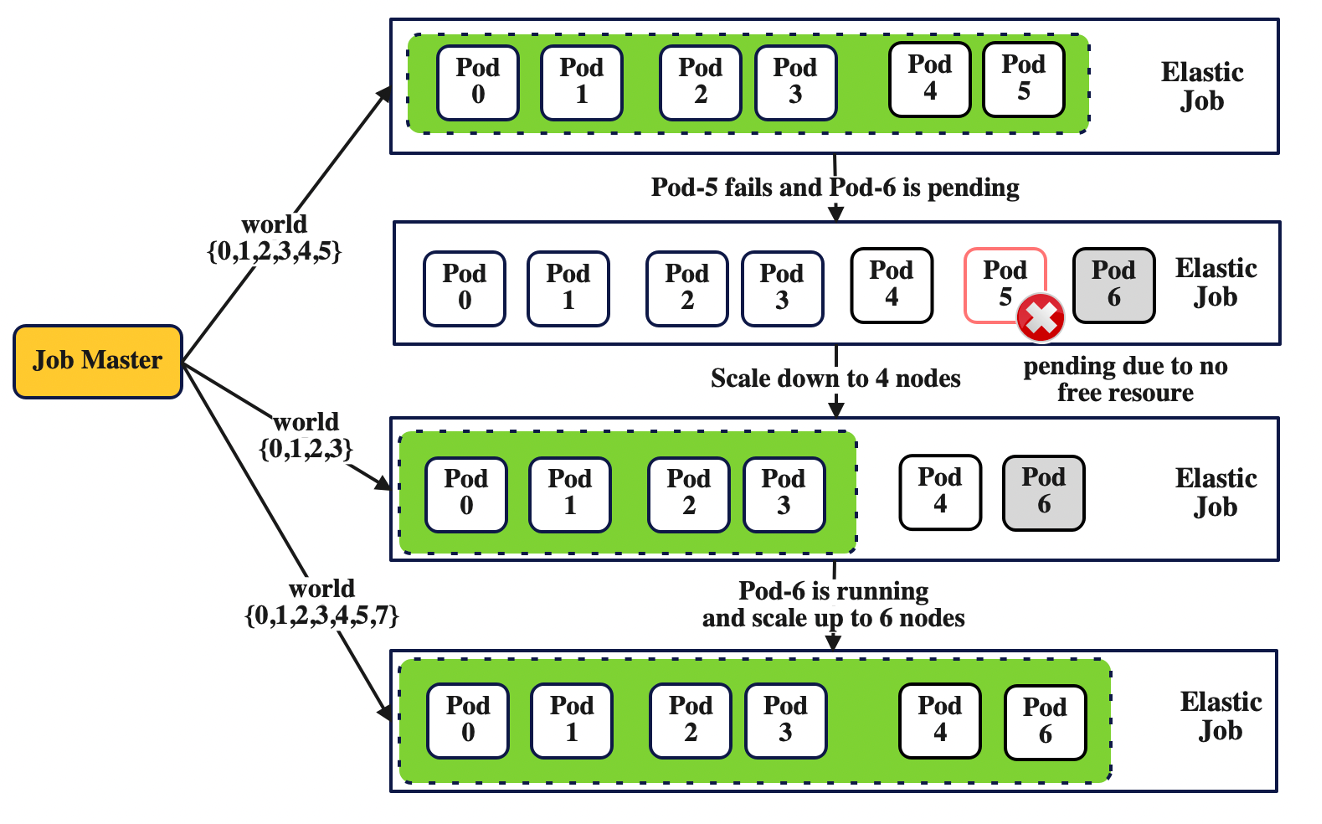 Pod
0
Pod
1
Pod
2
Pod
3
Pod
4
Pod
5
Elastic
Job
Pod-5 fails and Pod-6 is pending
world
{0,1,2,3,4,5}
Pod
0
Pod
1
Pod
2
Pod
3
Pod
4
Pod
5
Pod
6
Elastic
Job
Job Master
Scale down to 4 nodes
pending due to no
free resoure
world
{0,1,2,3}
Pod
0
Pod
1
Pod
2
Pod
3
Pod
4
Pod
6
Elastic
Job
world
{0,1,2,3,4,5,7}
Pod-6 is running
and scale up to 6 nodes
Pod
0
Pod
1
Pod
2
Pod
3
Pod
4
Pod
6
Elastic
Job